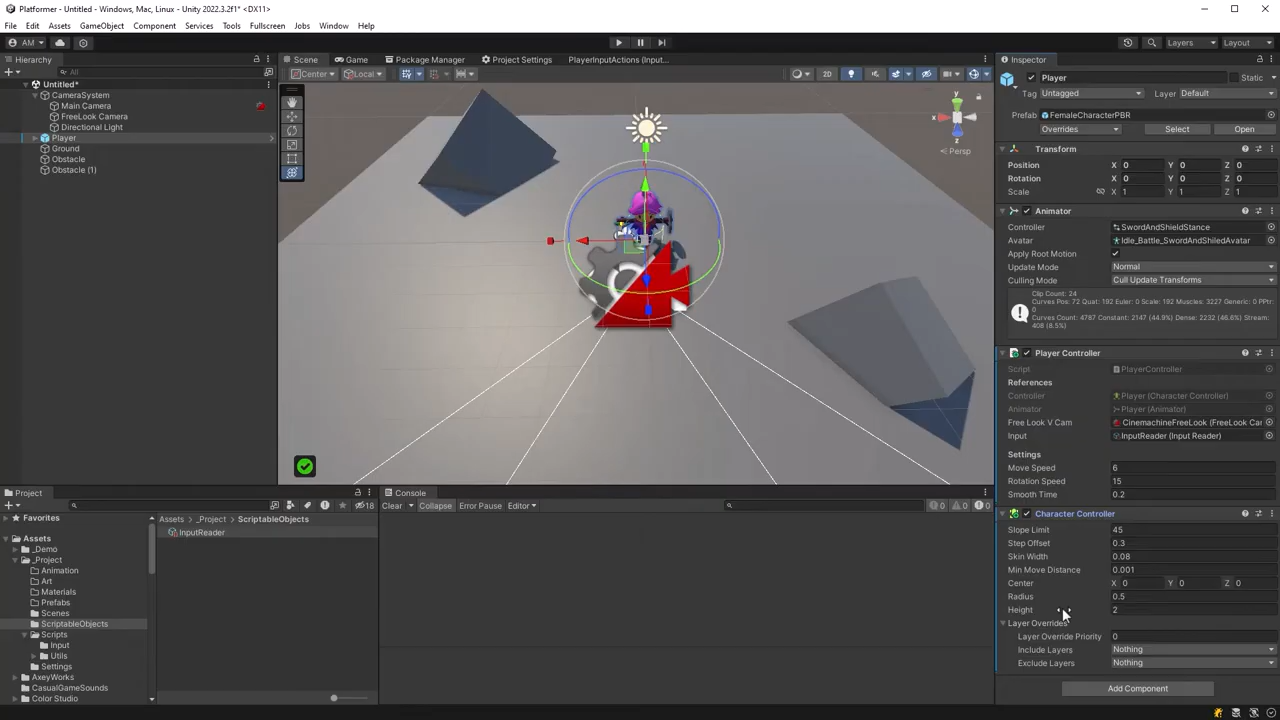 Platformer - Untitled - Windows, Mac, Linux - Unity 2022.3.2f1* <DX11>
File Edit Assets GameObject Component Services Tools Fullscreen Jobs Window Help
AM Layers Layout
Hierarchy
All
Untitled*
CameraSystem
Main Camera
FreeLook Camera
Directional Light
Player
Ground
Obstacle
Obstacle (1)
Scene Game Package Manager Project Settings PlayerInputActions (Input...
Center Local 2D
y
x
z
Persp
Inspector
Player Static
Tag Untagged Layer Default
Prefab FemaleCharacterPBR
Overrides Select Open
Transform
Position X 0 Y 0 Z 0
Rotation X 0 Y 0 Z 0
Scale X 1 Y 1 Z 1
Animator
Controller SwordAndShieldStance
Avatar Idle_Battle_SwordAndShiledAvatar
Apply Root Motion
Update Mode Normal
Culling Mode Cull Update Transforms
Clip Count: 24
Curves Pos: 72 Quat: 192 Euler: 0 Scale: 192 Muscles: 3227 Generic: 0 PPtr:
0
Curves Count: 4787 Constant: 2147 (44.9%) Dense: 2232 (46.6%) Stream:
408 (8.5%)
Player Controller
Script PlayerController
References
Controller Player (Character Controller)
Animator Player (Animator)
Free Look V Cam CinemachineFreeLook (FreeLook Car
Input InputReader (Input Reader)
Settings
Move Speed 6
Rotation Speed 15
Smooth Time 0.2
Character Controller
Slope Limit 45
Step Offset 0.3
Skin Width 0.08
Min Move Distance 0.001
Center X 0 Y 0 Z 0
Radius 0.5
Height 2
Layer Overrides
Layer Override Priority 0
Include Layers Nothing
Exclude Layers Nothing
Add Component
Project
18
Favorites
Assets
_Demo
_Project
Animation
Art
Materials
Prefabs
Scenes
ScriptableObjects
Scripts
Input
Utils
Settings
AxeyWorks
CasualGameSounds
Color Studio
Assets > _Project > ScriptableObjects
InputReader
Console
Clear Collapse Error Pause Editor 0 0 0